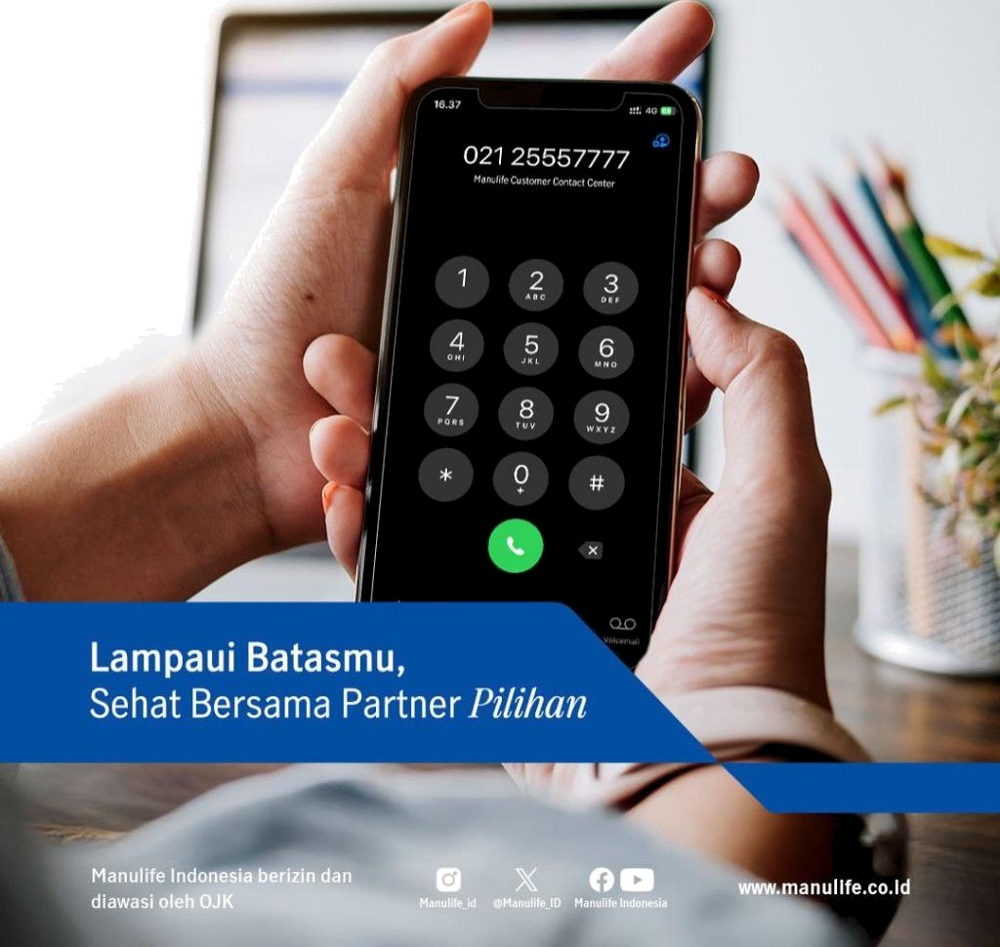 16.37
4G
021 25557777
Manulife Customer Contact Center
1
2
ABC
3
DEF
4
GHI
5
JKL
6
MNO
7
PQRS
8
TUV
9
WXYZ
*
0
+
#
Voicemail
Lampaui Batasmu,
Sehat Bersama Partner Pilihan
Manulife Indonesia berizin dan
diawasi oleh OJK
Manulife_id
@Manulife_ID
Manulife Indonesia
www.manulife.co.id